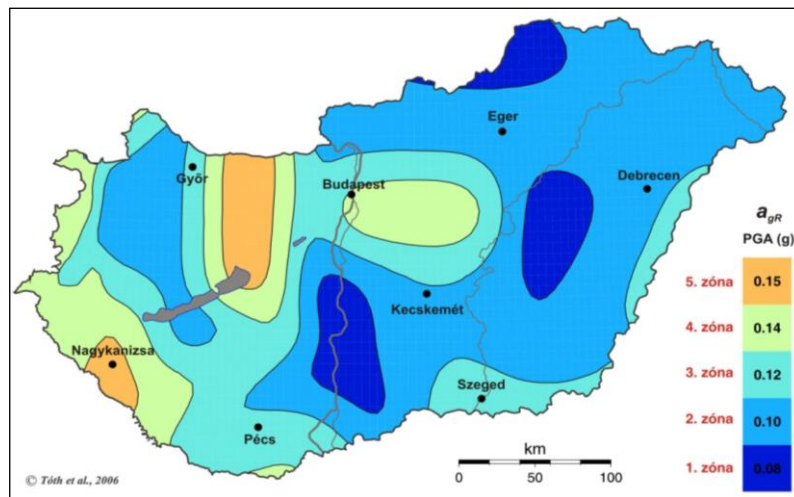 Eger
Győr
Budapest
Debrecen
Kecskemét
Nagykanizsa
Szeged
Pécs
a_gR
PGA (g)
5. zóna 0.15
4. zóna 0.14
3. zóna 0.12
2. zóna 0.10
1. zóna 0.08
km
0 50 100
© Tóth et al., 2006